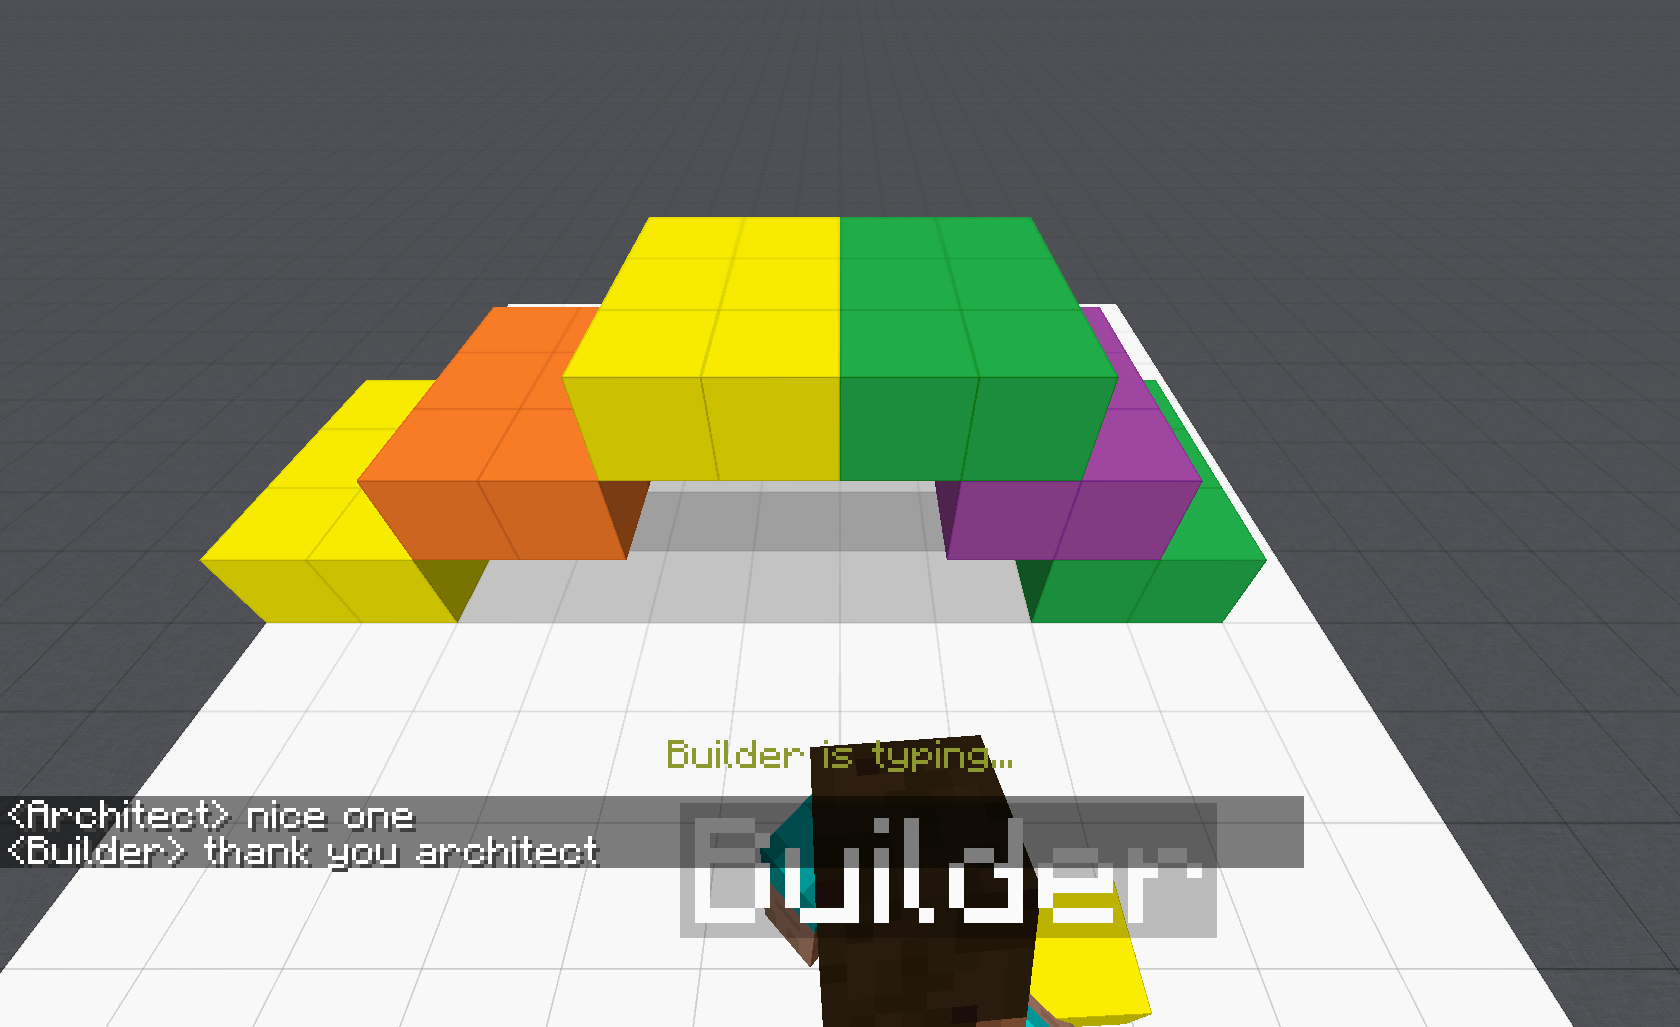 Builder is typing...
<Architect> nice one
<Builder> thank you architect
Builder